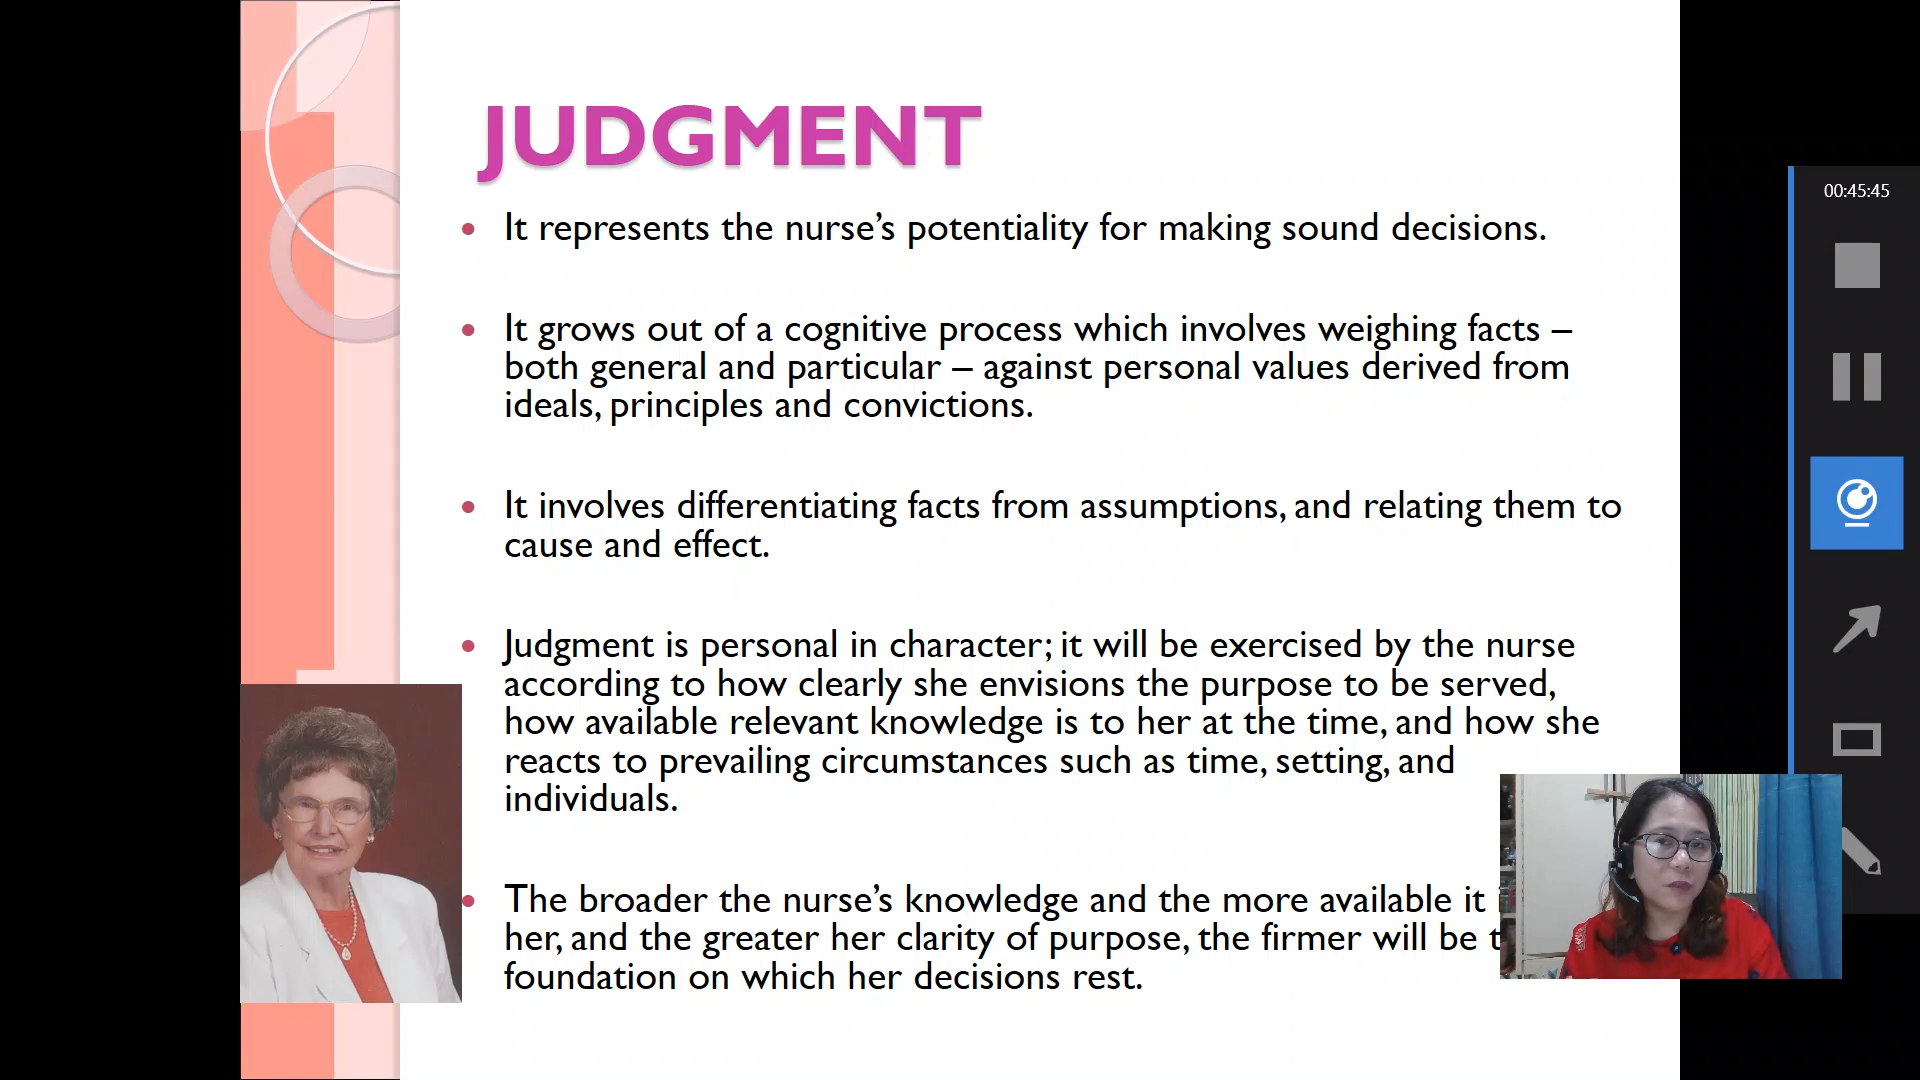 JUDGMENT
• It represents the nurse’s potentiality for making sound decisions.
• It grows out of a cognitive process which involves weighing facts –
both general and particular – against personal values derived from
ideals, principles and convictions.
• It involves differentiating facts from assumptions, and relating them to
cause and effect.
• Judgment is personal in character; it will be exercised by the nurse
according to how clearly she envisions the purpose to be served,
how available relevant knowledge is to her at the time, and how she
reacts to prevailing circumstances such as time, setting, and
individuals.
• The broader the nurse’s knowledge and the more available it
her, and the greater her clarity of purpose, the firmer will be
foundation on which her decisions rest.
00:45:45